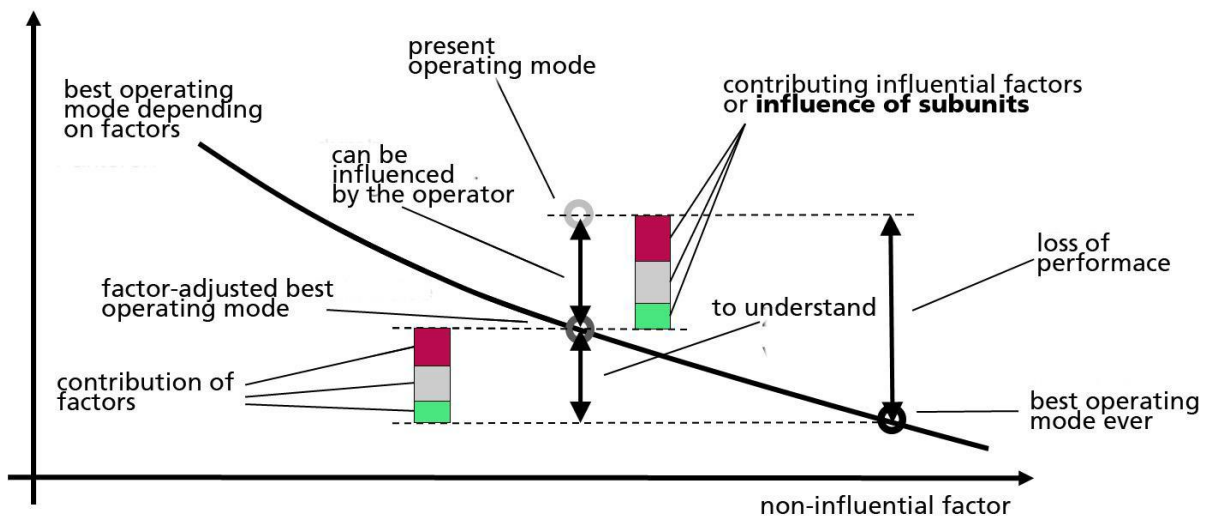 present
operating mode
contributing influential factors
or influence of subunits
best operating
mode depending
on factors
can be
influenced
by the operator
loss of
performace
factor-adjusted best
operating mode
to understand
contribution of
factors
best operating
mode ever
non-influential factor